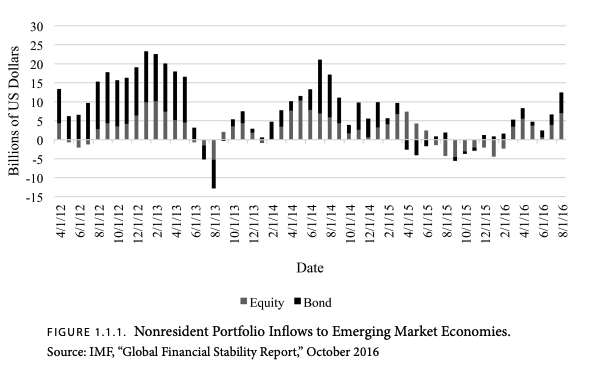 30
25
20
15
10
5
0
-5
-10
-15
Billions of US Dollars
4/1/12 6/1/12 8/1/12 10/1/12 12/1/12 2/1/13 4/1/13 6/1/13 8/1/13 10/1/13 12/1/13 2/1/14 4/1/14 6/1/14 8/1/14 10/1/14 12/1/14 2/1/15 4/1/15 6/1/15 8/1/15 10/1/15 12/1/15 2/1/16 4/1/16 6/1/16 8/1/16
Date
Equity Bond
FIGURE 1.1.1. Nonresident Portfolio Inflows to Emerging Market Economies.
Source: IMF, “Global Financial Stability Report,” October 2016